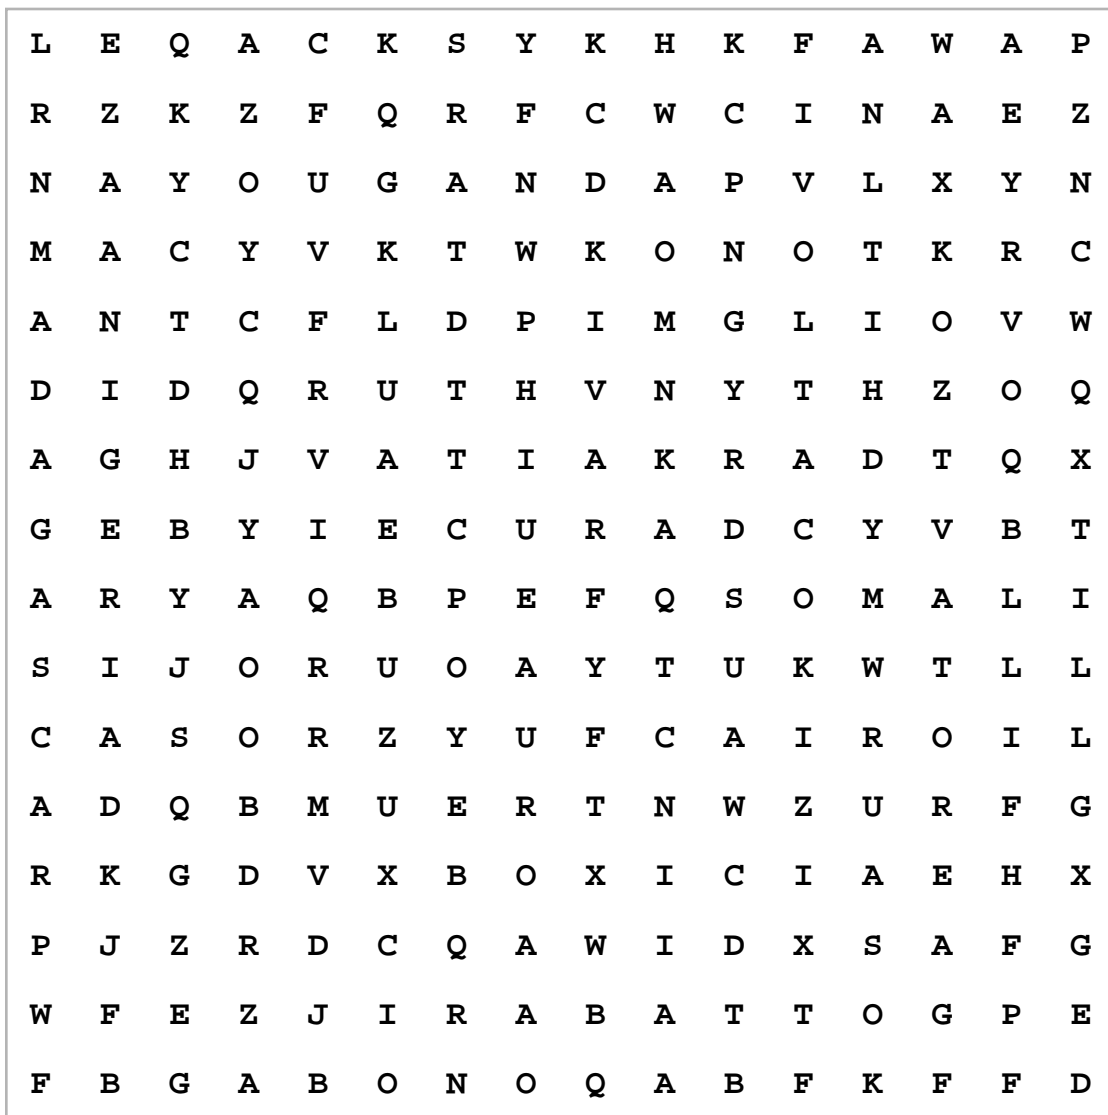 L E Q A C K S Y K H K F A W A P
R Z K Z F Q R F C W C I N A E Z
N A Y O U G A N D A P V L X Y N
M A C Y V K T W K O N O T K R C
A N T C F L D P I M G L I O V W
D I D Q R U T H V N Y T H Z O Q
A G H J V A T I A K R A D T Q X
G E B Y I E C U R A D C Y V B T
A R Y A Q B P E F Q S O M A L I
S I J O R U O A Y T U K W T L L
C A S O R Z Y U F C A I R O I L
A D Q B M U E R T N W Z U R F G
R K G D V X B O X I C I A E H X
P J Z R D C Q A W I D X S A F G
W F E Z J I R A B A T T O G P E
F B G A B O N O Q A B F K F F D